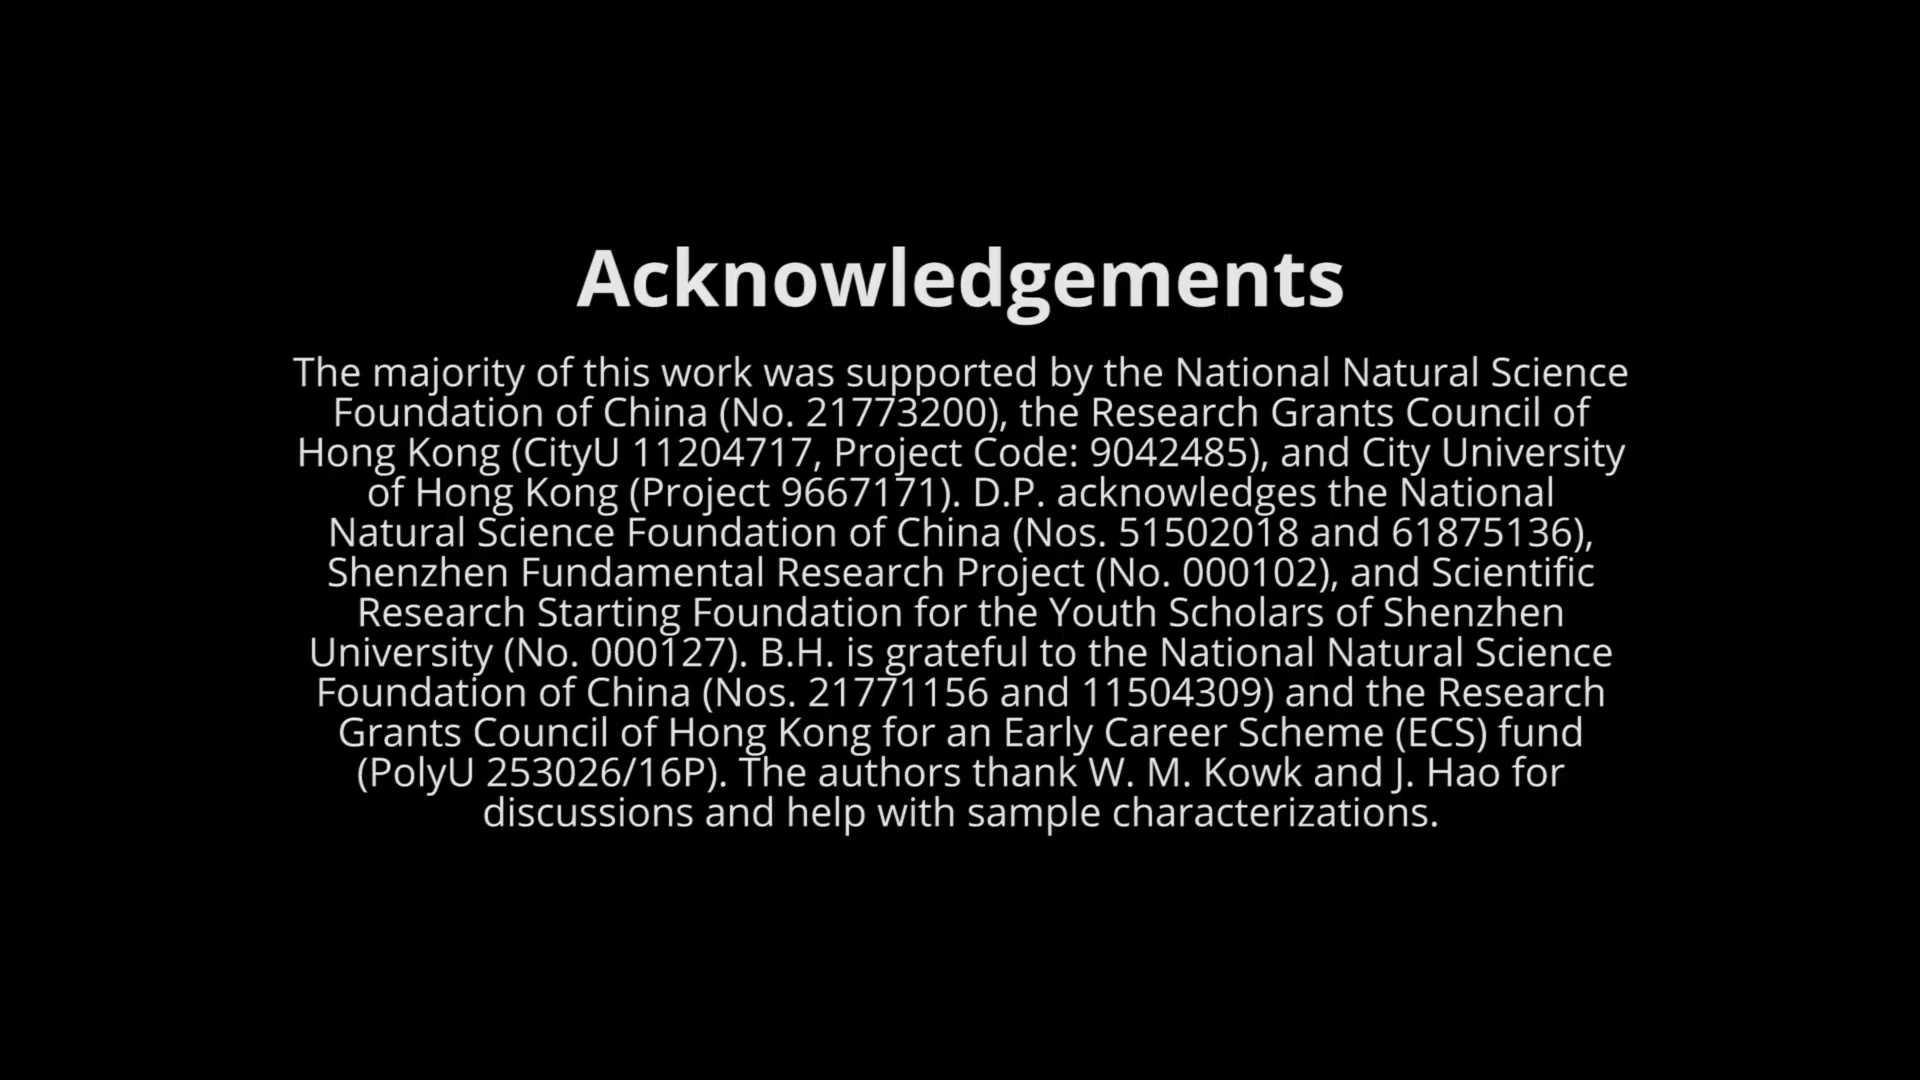 Acknowledgements
The majority of this work was supported by the National Natural Science
Foundation of China (No. 21773200), the Research Grants Council of
Hong Kong (CityU 11204717, Project Code: 9042485), and City University
of Hong Kong (Project 9667171). D.P. acknowledges the National
Natural Science Foundation of China (Nos. 51502018 and 61875136),
Shenzhen Fundamental Research Project (No. 000102), and Scientific
Research Starting Foundation for the Youth Scholars of Shenzhen
University (No. 000127). B.H. is grateful to the National Natural Science
Foundation of China (Nos. 21771156 and 11504309) and the Research
Grants Council of Hong Kong for an Early Career Scheme (ECS) fund
(PolyU 253026/16P). The authors thank W. M. Kowk and J. Hao for
discussions and help with sample characterizations.